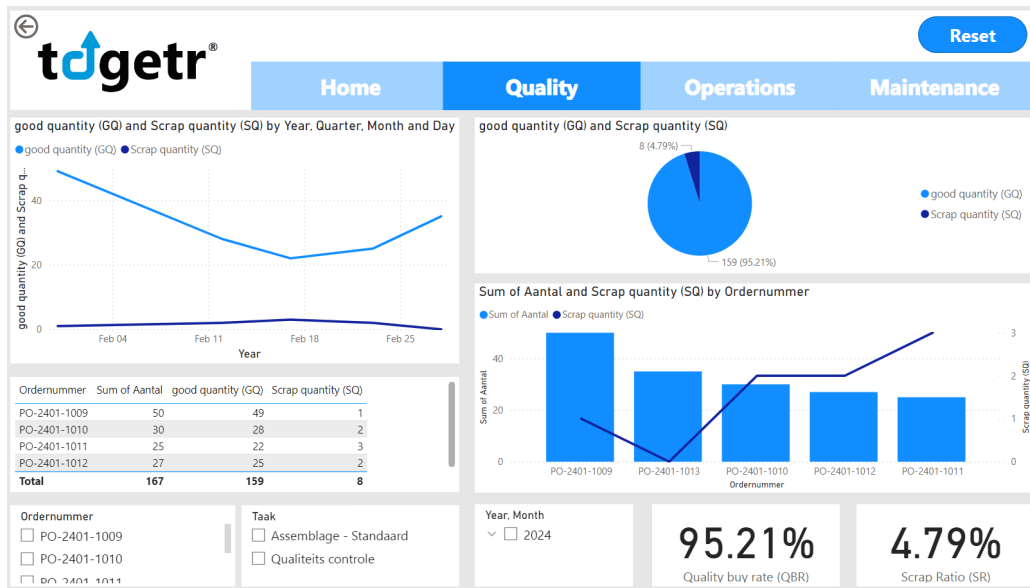 togetr®
Reset
Home Quality Operations Maintenance
good quantity (GQ) and Scrap quantity (SQ) by Year, Quarter, Month and Day
good quantity (GQ) Scrap quantity (SQ)
good quantity (GQ) and Scrap q...
40
20
0
Feb 04 Feb 11 Feb 18 Feb 25
Year
good quantity (GQ) and Scrap quantity (SQ)
8 (4.79%)
159 (95.21%)
good quantity (GQ)
Scrap quantity (SQ)
Ordernummer Sum of Aantal good quantity (GQ) Scrap quantity (SQ)
PO-2401-1009 50 49 1
PO-2401-1010 30 28 2
PO-2401-1011 25 22 3
PO-2401-1012 27 25 2
Total 167 159 8
Sum of Aantal and Scrap quantity (SQ) by Ordernummer
Sum of Aantal Scrap quantity (SQ)
Sum of Aantal
40
20
0
3
2
1
0
Scrap quantity (SQ)
PO-2401-1009 PO-2401-1013 PO-2401-1010 PO-2401-1012 PO-2401-1011
Ordernummer
Ordernummer
PO-2401-1009
PO-2401-1010
PO-2401-1011
Taak
Assemblage - Standaard
Qualiteits controle
Year, Month
2024
95.21%
Quality buy rate (QBR)
4.79%
Scrap Ratio (SR)